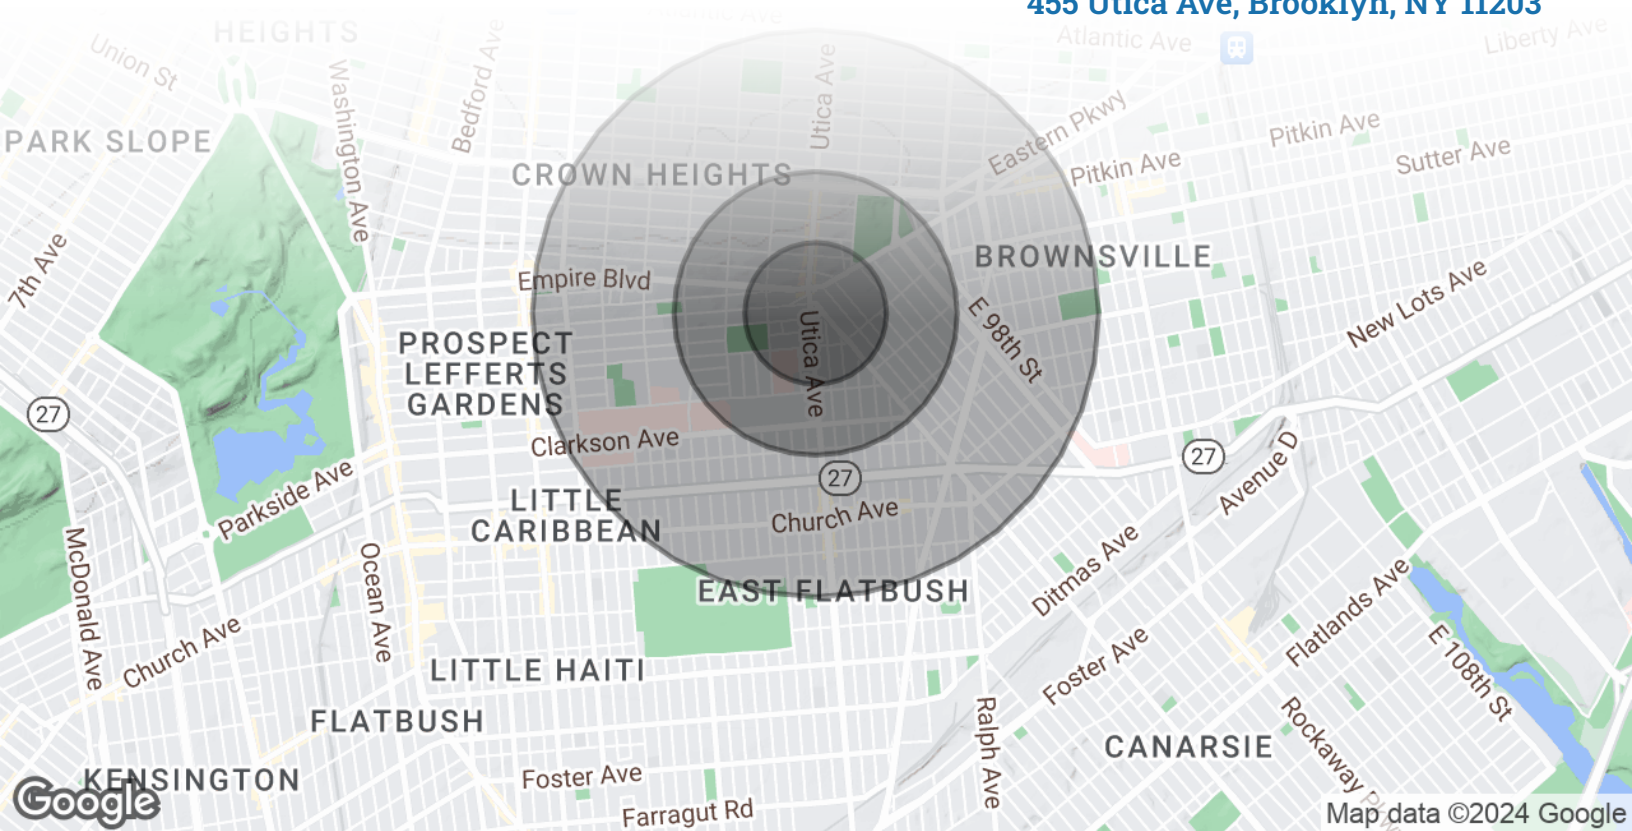 455 Utica Ave, Brooklyn, NY 11203
Atlantic Ave
HEIGHTS
Atlantic Ave
Liberty Ave
Union St
Washington Ave
Bedford Ave
Utica Ave
Eastern Pkwy
Pitkin Ave
Pitkin Ave
Sutter Ave
PARK SLOPE
CROWN HEIGHTS
BROWNSVILLE
7th Ave
Empire Blvd
E 98th St
New Lots Ave
Utica Ave
PROSPECT
LEFFERTS
GARDENS
27
Clarkson Ave
27
27
Avenue D
Parkside Ave
LITTLE
CARIBBEAN
Church Ave
McDonald Ave
Ocean Ave
EAST FLATBUSH
Ditmas Ave
Flatlands Ave
E 108th St
Church Ave
LITTLE HAITI
Foster Ave
FLATBUSH
Ralph Ave
CANARSIE
Rockaway Pkwy
KENSINGTON
Foster Ave
Farragut Rd
Google
Map data ©2024 Google